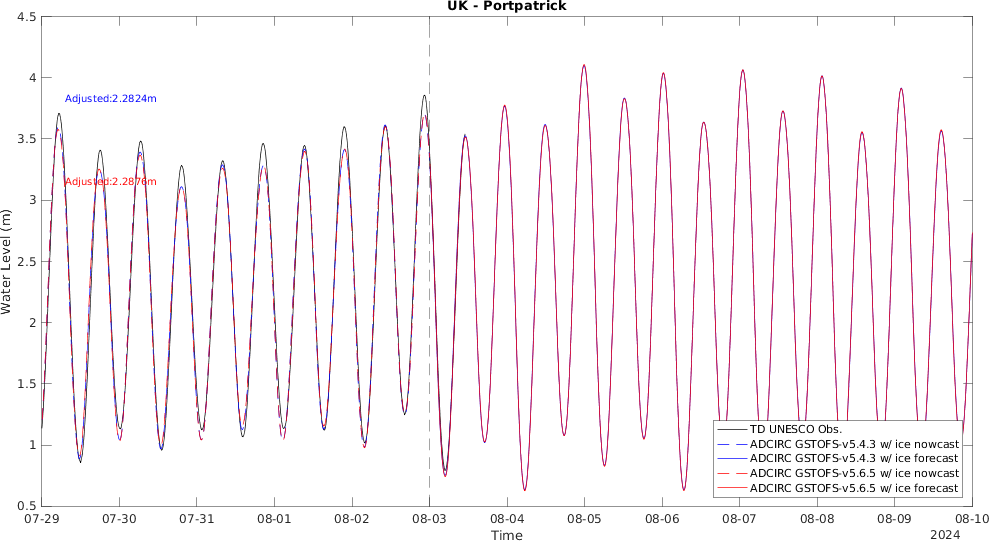 UK - Portpatrick
4.5
4
3.5
3
2.5
2
1.5
1
0.5
Water Level (m)
Adjusted:2.2824m
Adjusted:2.2876m
TD UNESCO Obs.
ADCIRC GSTOFS-v5.4.3 w/ ice nowcast
ADCIRC GSTOFS-v5.4.3 w/ ice forecast
ADCIRC GSTOFS-v5.6.5 w/ ice nowcast
ADCIRC GSTOFS-v5.6.5 w/ ice forecast
07-29 07-30 07-31 08-01 08-02 08-03 08-04 08-05 08-06 08-07 08-08 08-09 08-10
Time
2024